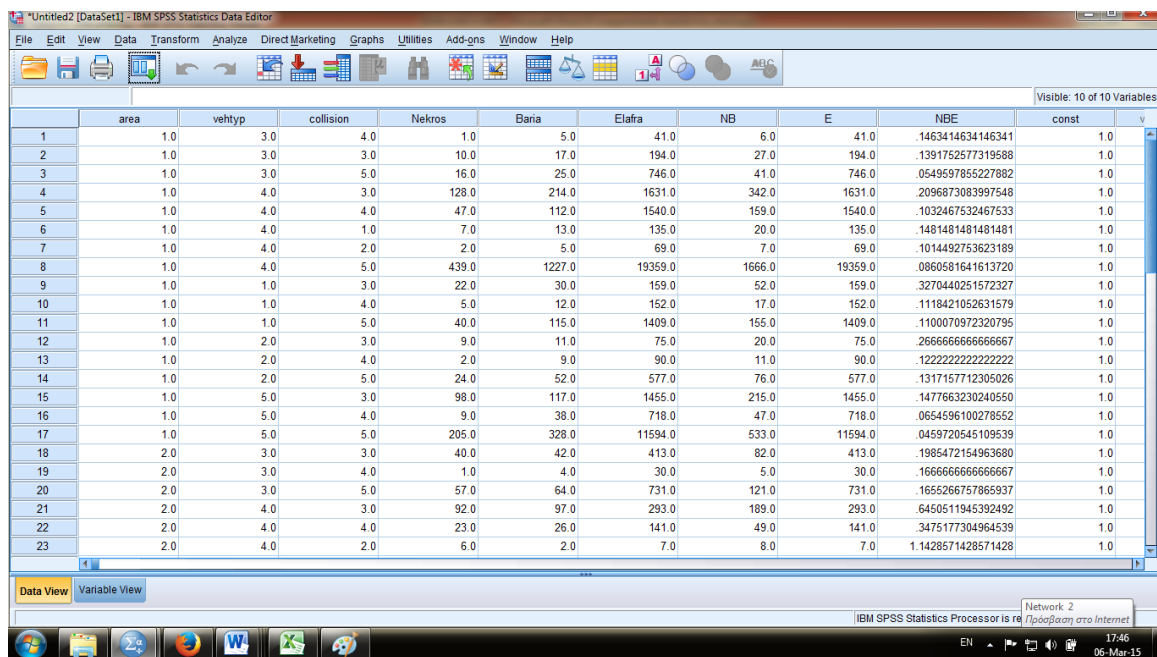 *Untitled2 [DataSet1] - IBM SPSS Statistics Data Editor
File Edit View Data Transform Analyze Direct Marketing Graphs Utilities Add-ons Window Help
Visible: 10 of 10 Variables
area vehtyp collision Nekros Baria Elafra NB E NBE const v
1 1.0 3.0 4.0 1.0 5.0 41.0 6.0 41.0 .1463414634146341 1.0
2 1.0 3.0 3.0 10.0 17.0 194.0 27.0 194.0 .1391752577319588 1.0
3 1.0 3.0 5.0 16.0 25.0 746.0 41.0 746.0 .0549597855227882 1.0
4 1.0 4.0 3.0 128.0 214.0 1631.0 342.0 1631.0 .2096873083997548 1.0
5 1.0 4.0 4.0 47.0 112.0 1540.0 159.0 1540.0 .1032467532467533 1.0
6 1.0 4.0 1.0 7.0 13.0 135.0 20.0 135.0 .1481481481481481 1.0
7 1.0 4.0 2.0 2.0 5.0 69.0 7.0 69.0 .1014492753623189 1.0
8 1.0 4.0 5.0 439.0 1227.0 19359.0 1666.0 19359.0 .0860581641613720 1.0
9 1.0 1.0 3.0 22.0 30.0 159.0 52.0 159.0 .3270440251572327 1.0
10 1.0 1.0 4.0 5.0 12.0 152.0 17.0 152.0 .1118421052631579 1.0
11 1.0 1.0 5.0 40.0 115.0 1409.0 155.0 1409.0 .1100070972320795 1.0
12 1.0 2.0 3.0 9.0 11.0 75.0 20.0 75.0 .2666666666666667 1.0
13 1.0 2.0 4.0 2.0 9.0 90.0 11.0 90.0 .1222222222222222 1.0
14 1.0 2.0 5.0 24.0 52.0 577.0 76.0 577.0 .1317157712305026 1.0
15 1.0 5.0 3.0 98.0 117.0 1455.0 215.0 1455.0 .1477663230240550 1.0
16 1.0 5.0 4.0 9.0 38.0 718.0 47.0 718.0 .0654596100278552 1.0
17 1.0 5.0 5.0 205.0 328.0 11594.0 533.0 11594.0 .0459720545109539 1.0
18 2.0 3.0 3.0 40.0 42.0 413.0 82.0 413.0 .1985472154963680 1.0
19 2.0 3.0 4.0 1.0 4.0 30.0 5.0 30.0 .1666666666666667 1.0
20 2.0 3.0 5.0 57.0 64.0 731.0 121.0 731.0 .1655266757865937 1.0
21 2.0 4.0 3.0 92.0 97.0 293.0 189.0 293.0 .6450511945392492 1.0
22 2.0 4.0 4.0 23.0 26.0 141.0 49.0 141.0 .3475177304964539 1.0
23 2.0 4.0 2.0 6.0 2.0 7.0 8.0 7.0 1.1428571428571428 1.0
Data View Variable View
Network 2
IBM SPSS Statistics Processor is re Πρόσβαση στο Internet
EN 17:46
06-Mar-15